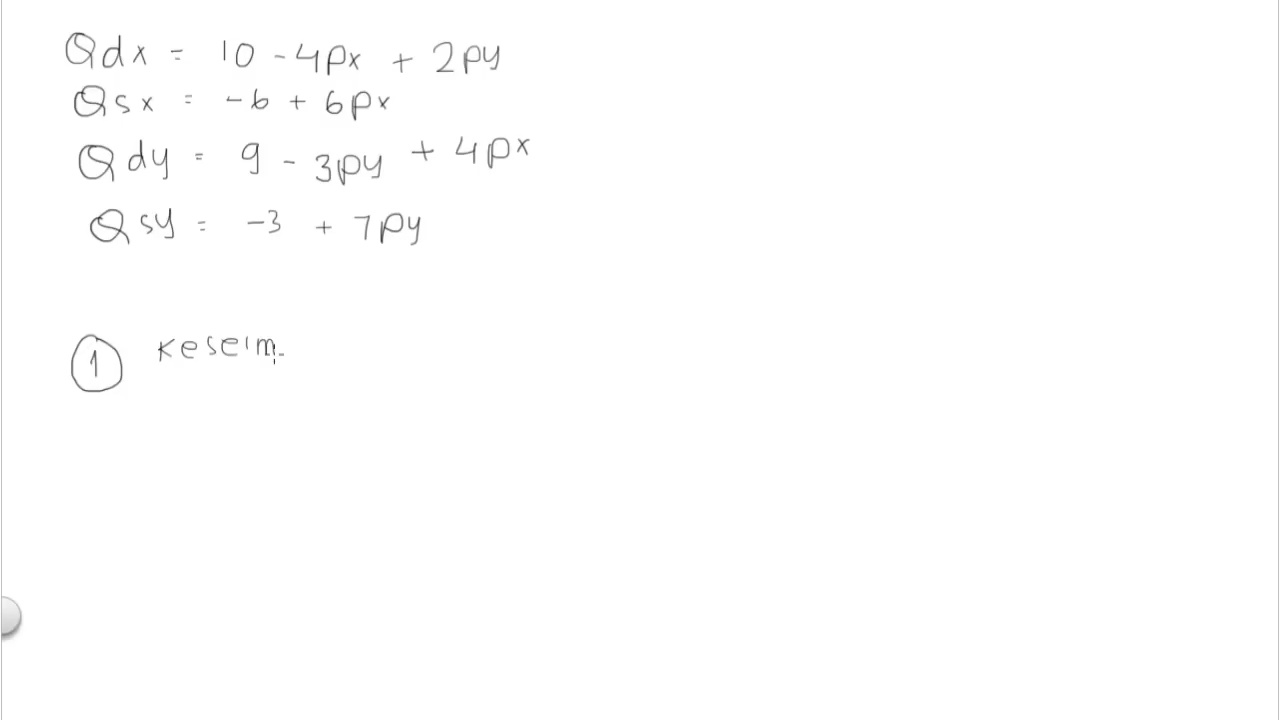 Qdx = 10 - 4px + 2py
Qsx = -6 + 6px
Qdy = 9 - 3py + 4px
Qsy = -3 + 7py
1 Keseim